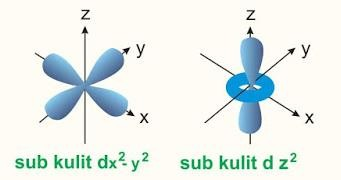 z
y
x
sub kulit dx²-y²
z
y
x
sub kulit d z²